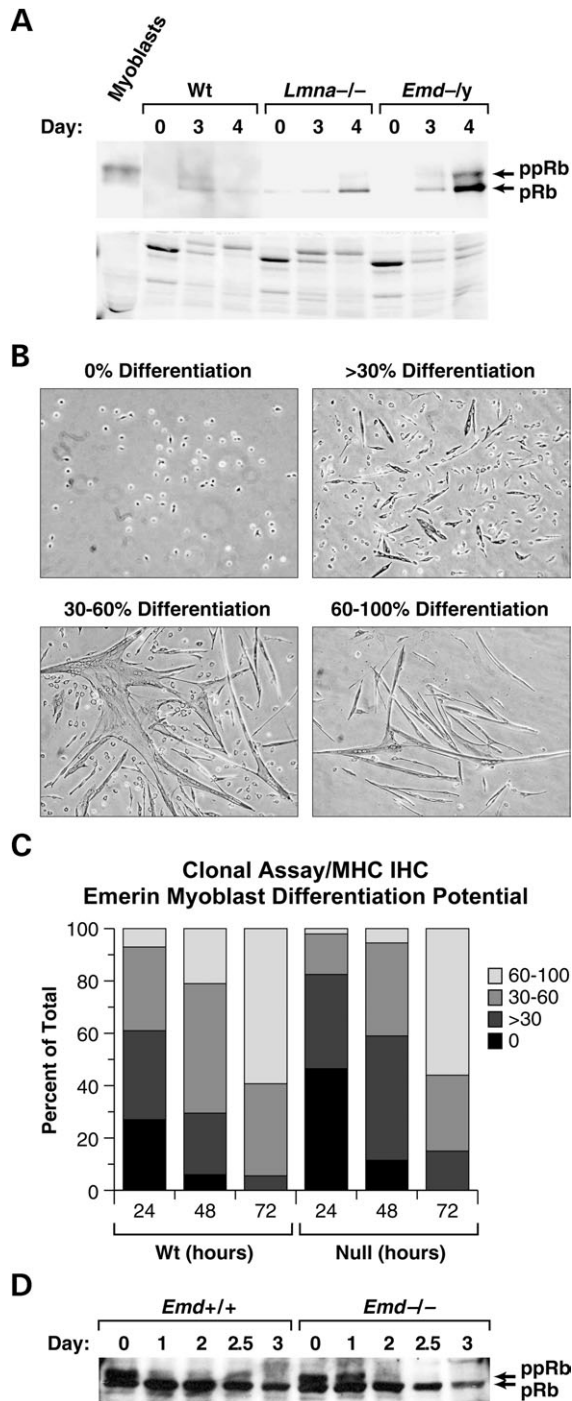 A
Myoblasts
Wt Lmna–/– Emd–/y
Day: 0 3 4 0 3 4 0 3 4
ppRb
pRb
B
0% Differentiation >30% Differentiation
30-60% Differentiation 60-100% Differentiation
C
Clonal Assay/MHC IHC
Emerin Myoblast Differentiation Potential
Percent of Total
100
80
60
40
20
0
60-100
30-60
>30
0
24 48 72 24 48 72
Wt (hours) Null (hours)
D
Emd+/+ Emd–/–
Day: 0 1 2 2.5 3 0 1 2 2.5 3
ppRb
pRb